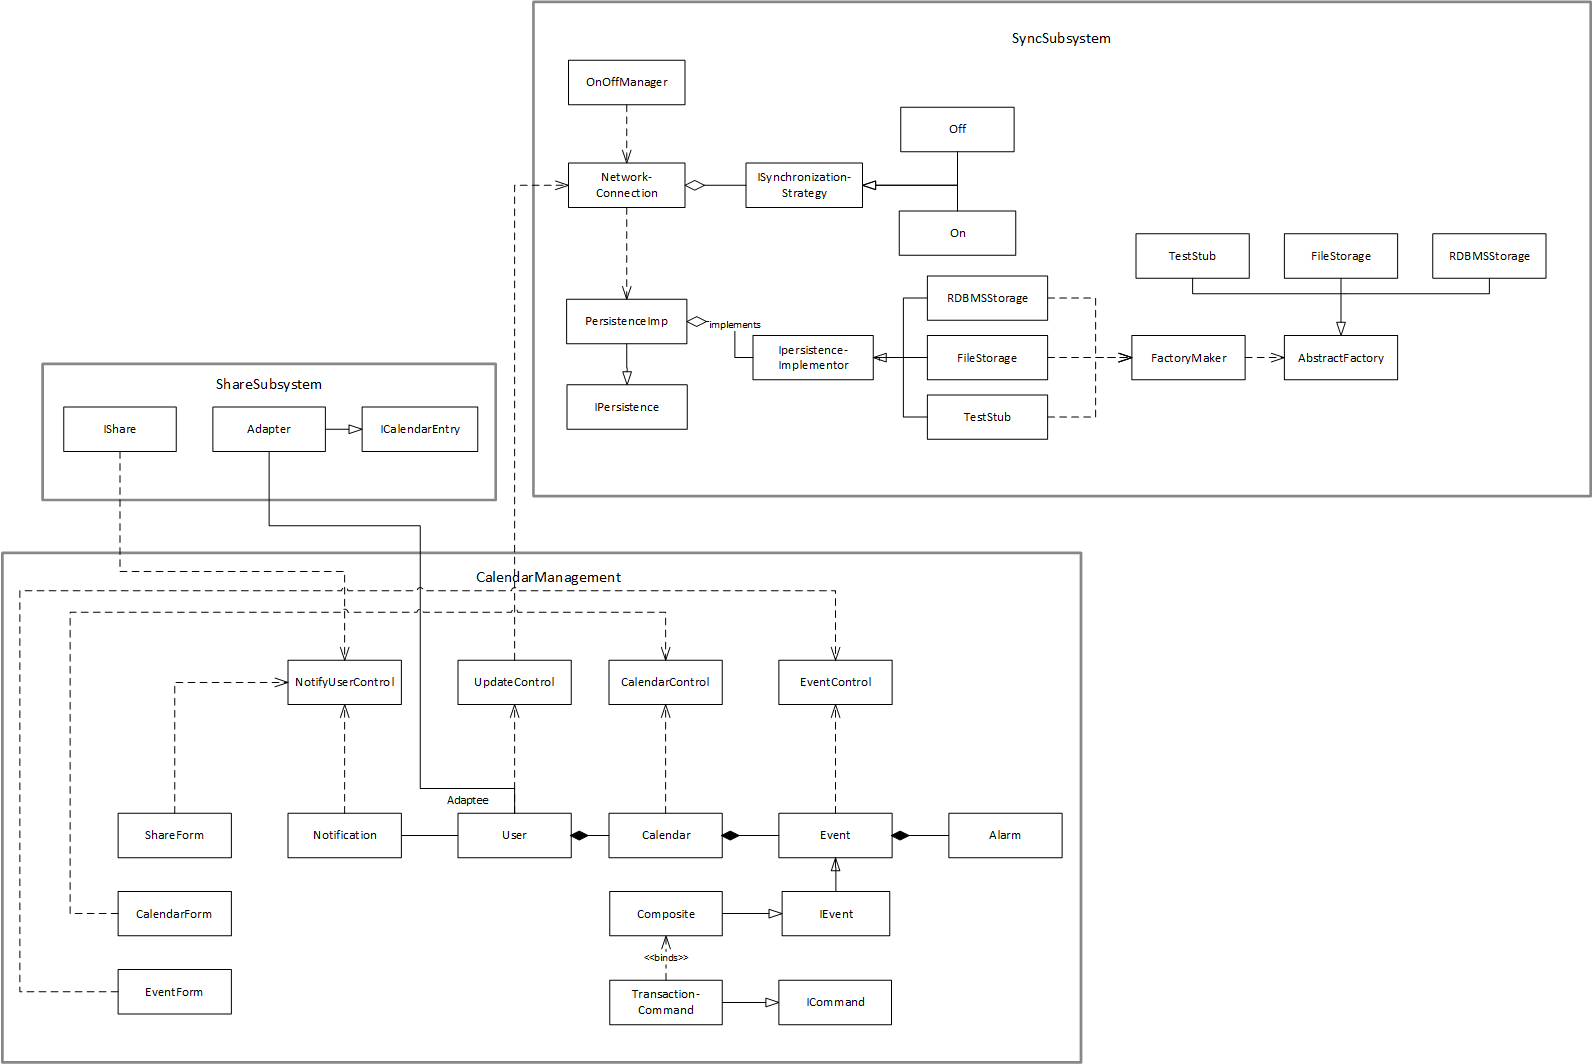 SyncSubsystem
OnOffManager
Off
Network-
Connection
ISynchronization-
Strategy
On
TestStub
FileStorage
RDBMSStorage
RDBMSStorage
PersistenceImp
implements
Ipersistence-
Implementor
FileStorage
FactoryMaker
AbstractFactory
IPersistence
TestStub
ShareSubsystem
IShare
Adapter
ICalendarEntry
CalendarManagement
NotifyUserControl
UpdateControl
CalendarControl
EventControl
Adaptee
ShareForm
Notification
User
Calendar
Event
Alarm
CalendarForm
Composite
IEvent
<<binds>>
EventForm
Transaction-
Command
ICommand